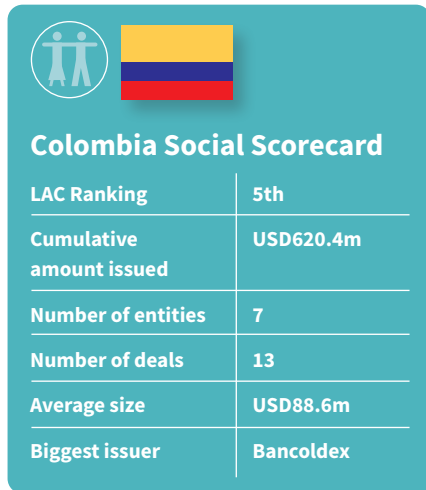 Colombia Social Scorecard
LAC Ranking 5th
Cumulative USD620.4m
amount issued
Number of entities 7
Number of deals 13
Average size USD88.6m
Biggest issuer Bancoldex